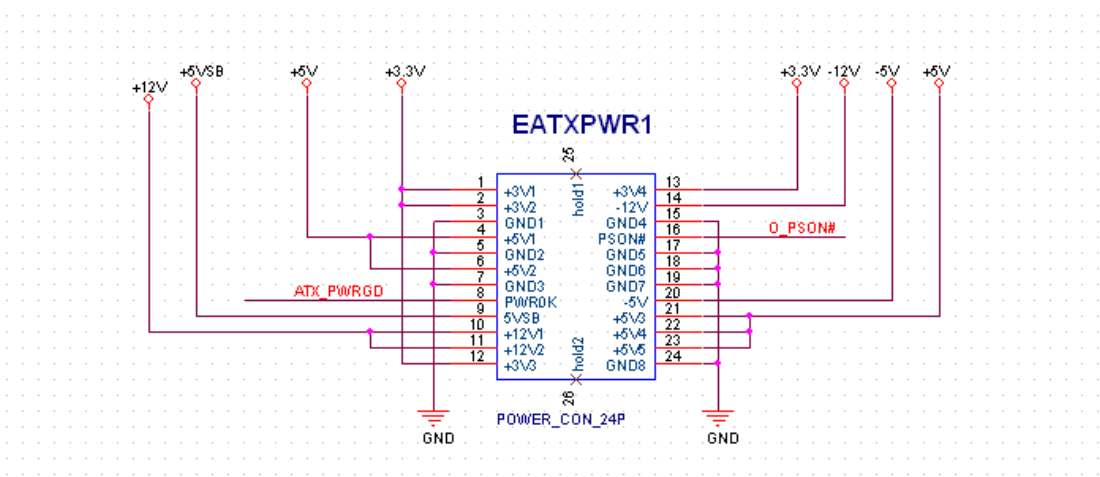 +12V
+5VSB
+5V
+3.3V
+3.3V
-12V
-5V
+5V
EATXPWR1
25
hold1
1 +3V1
2 +3V2
3 GND1
4 +5V1
5 GND2
6 +5V2
7 GND3
8 PWROK
9 5VSB
10 +12V1
11 +12V2
12 +3V3
+3V4 13
-12V 14
GND4 15
PSON# 16
GND5 17
GND6 18
GND7 19
-5V 20
+5V3 21
+5V4 22
+5V5 23
GND8 24
ATX_PWRGD
O_PSON#
hold2
26
POWER_CON_24P
GND
GND